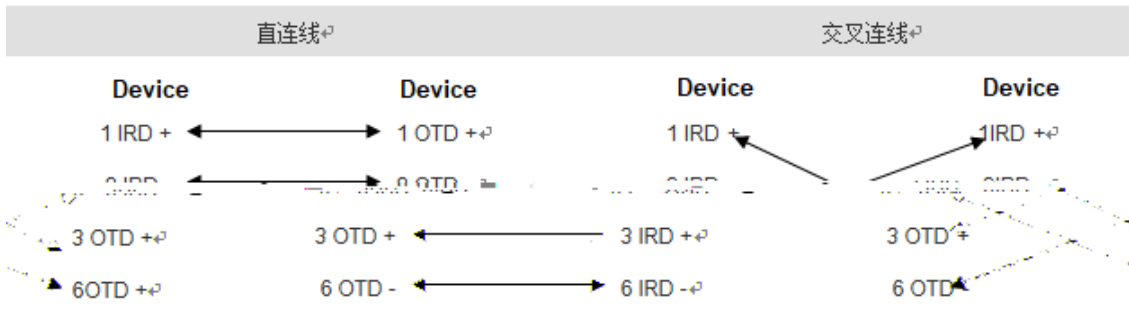 直连线 交叉连线
Device Device Device Device
1 IRD + 1 OTD + 1 IRD + 1IRD +
3 OTD + 3 OTD + 3 IRD + 3 OTD +
6OTD + 6 OTD - 6 IRD - 6 OTD